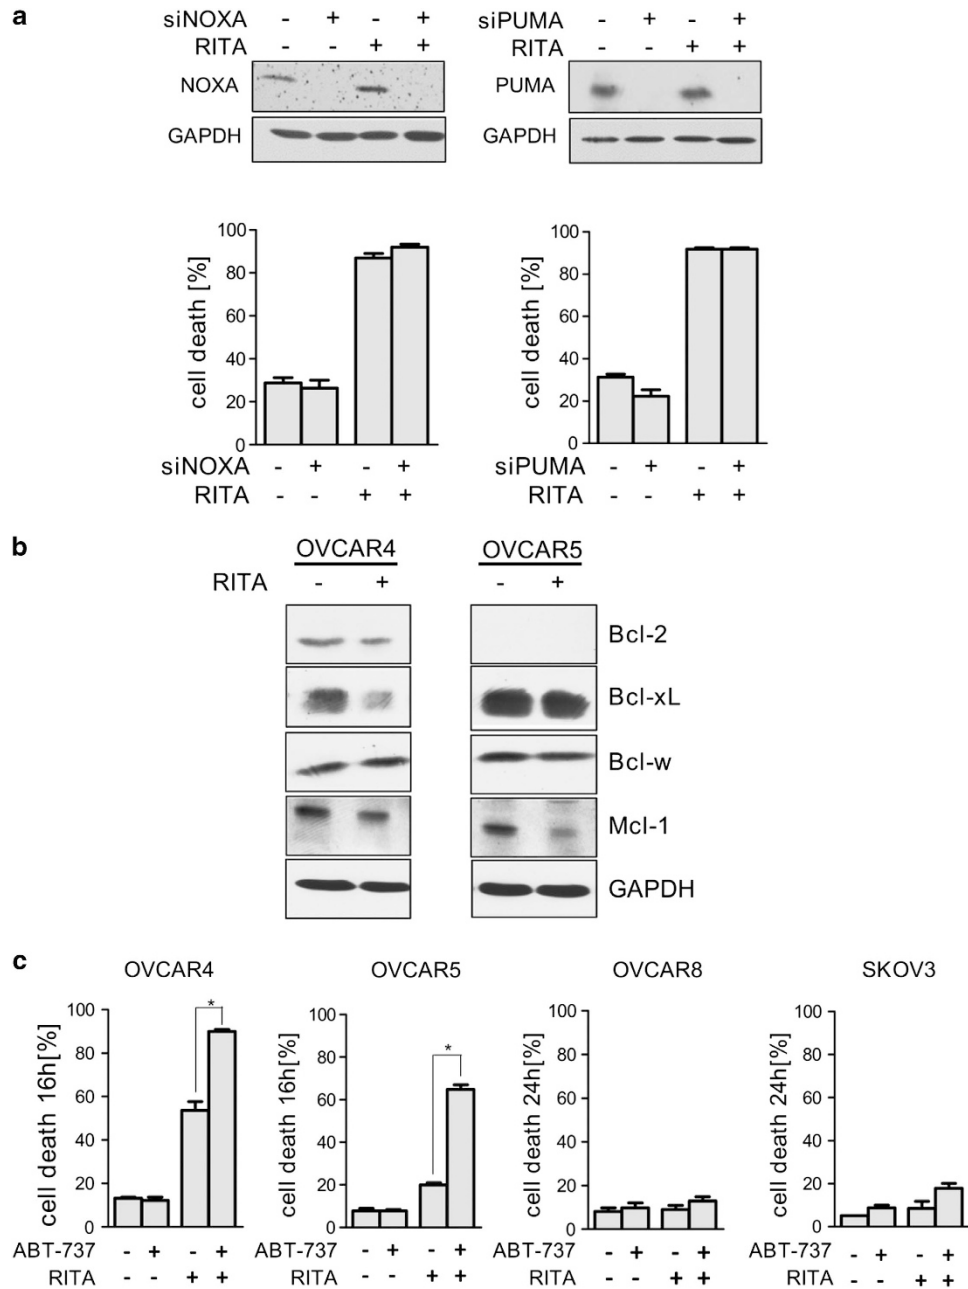 a
siNOXA - + - +
RITA - - + +
NOXA
GAPDH
siPUMA - + - +
RITA - - + +
PUMA
GAPDH
cell death [%]
100
80
60
40
20
0
siNOXA - + - +
RITA - - + +
cell death [%]
100
80
60
40
20
0
siPUMA - + - +
RITA - - + +
b
OVCAR4 OVCAR5
RITA - + - +
Bcl-2
Bcl-xL
Bcl-w
Mcl-1
GAPDH
c
OVCAR4
cell death 16h[%]
100
80
60
40
20
0
*
ABT-737 - + - +
RITA - - + +
OVCAR5
cell death 16h[%]
100
80
60
40
20
0
*
ABT-737 - + - +
RITA - - + +
OVCAR8
cell death 24h[%]
100
80
60
40
20
0
ABT-737 - + - +
RITA - - + +
SKOV3
cell death 24h[%]
100
80
60
40
20
0
ABT-737 - + - +
RITA - - + +